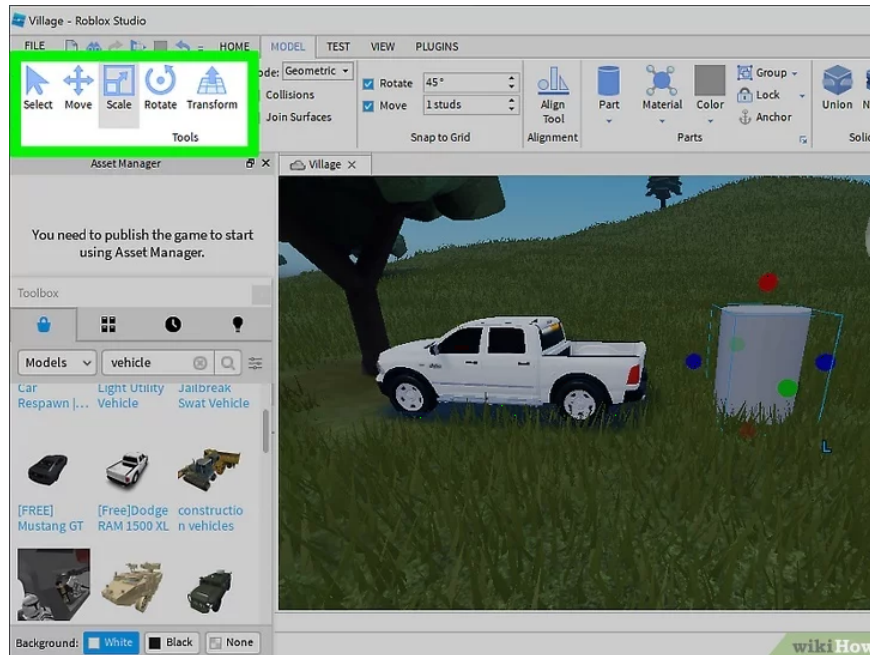 Village - Roblox Studio
FILE HOME MODEL TEST VIEW PLUGINS
Select Move Scale Rotate Transform
Tools
ode: Geometric
Collisions
Join Surfaces
Rotate 45°
Move 1 studs
Snap to Grid
Align
Tool
Alignment
Part Material Color
Group
Lock
Anchor
Parts
Union N
Soli
Asset Manager
Village
You need to publish the game to start
using Asset Manager.
Toolbox
Models vehicle
Car
Respawn |...
Light Utility
Vehicle
Jailbreak
Swat Vehicle
[FREE]
Mustang GT
[Free]Dodge
RAM 1500 XL
constructio
n vehicles
L
Background: White Black None
wikiHow